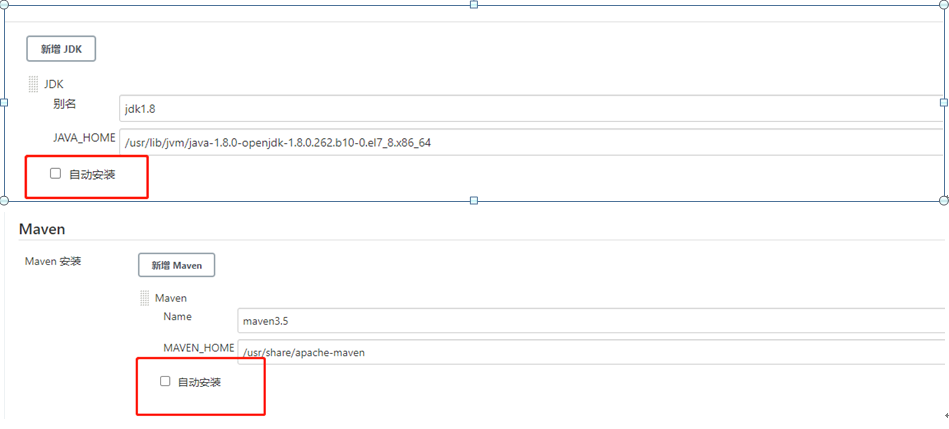 新增 JDK
JDK
别名
jdk1.8
JAVA_HOME
/usr/lib/jvm/java-1.8.0-openjdk-1.8.0.262.b10-0.el7_8.x86_64
自动安装
Maven
Maven 安装
新增 Maven
Maven
Name
maven3.5
MAVEN_HOME
/usr/share/apache-maven
自动安装